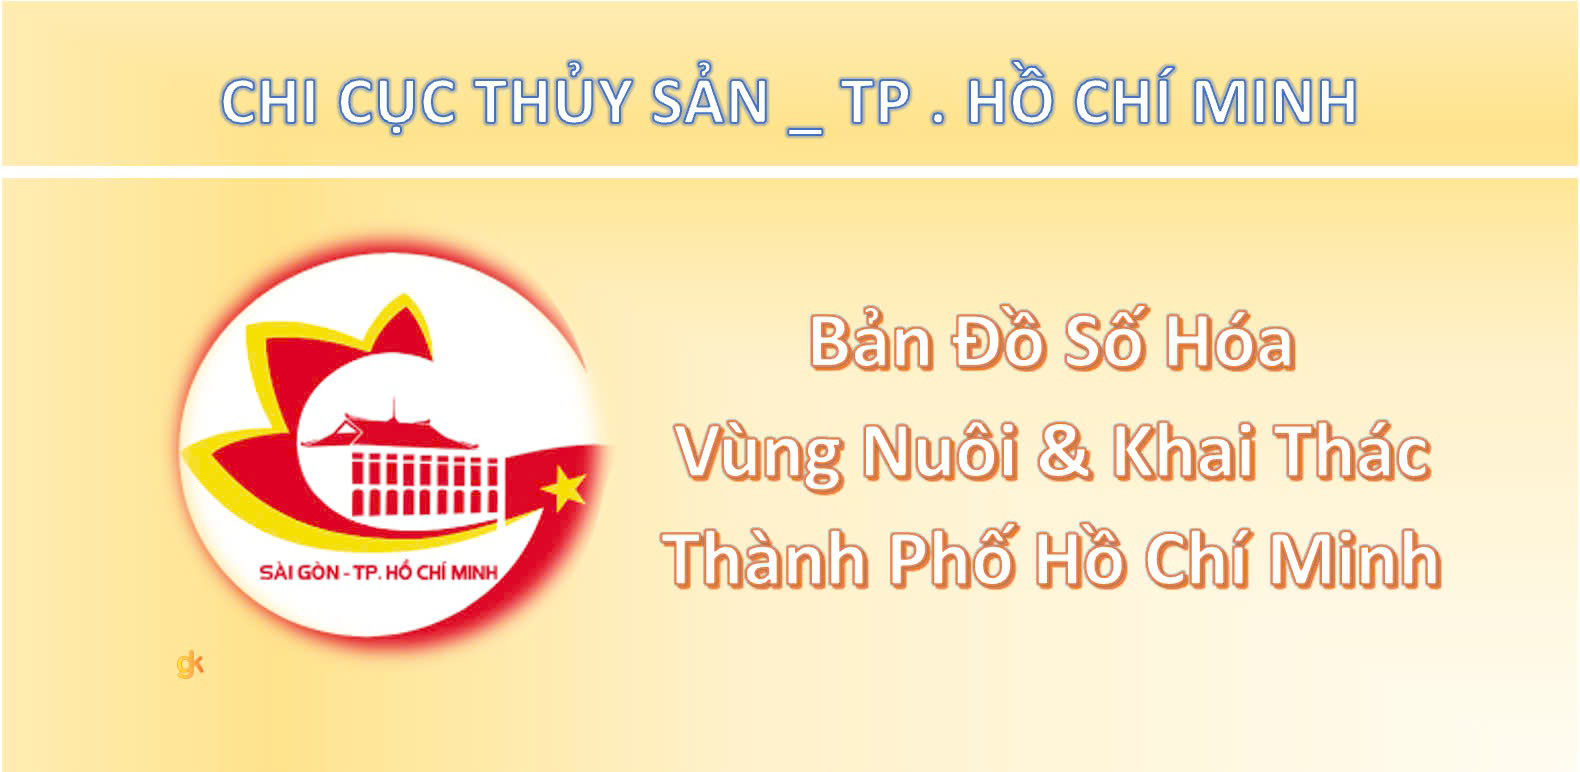 CHI CỤC THỦY SẢN _ TP . HỒ CHÍ MINH
Bản Đồ Số Hóa
Vùng Nuôi & Khai Thác
Thành Phố Hồ Chí Minh
SÀI GÒN - TP. HỒ CHÍ MINH
gk